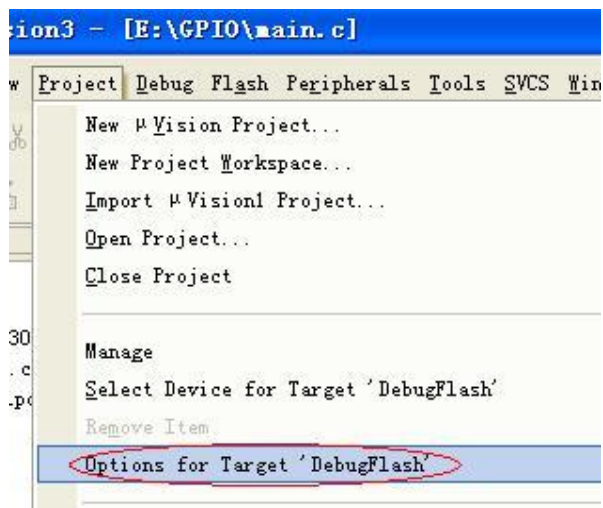 sion3 - [E:\GPIO\main.c]
w Project Debug Flash Peripherals Tools SVCS Win
New μVision Project...
New Project Workspace...
Import μVision1 Project...
Open Project...
Close Project
30
Manage
.c
Select Device for Target 'DebugFlash'
Remove Item
Options for Target 'DebugFlash'